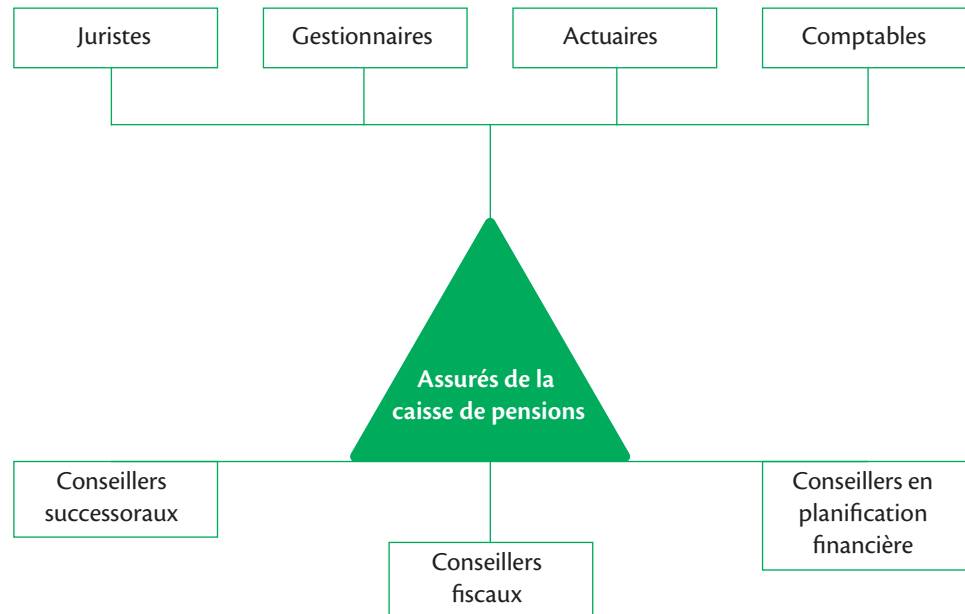 Juristes
Gestionnaires
Actuaires
Comptables
Assurés de la
caisse de pensions
Conseillers
successoraux
Conseillers
fiscaux
Conseillers en
planification
financière